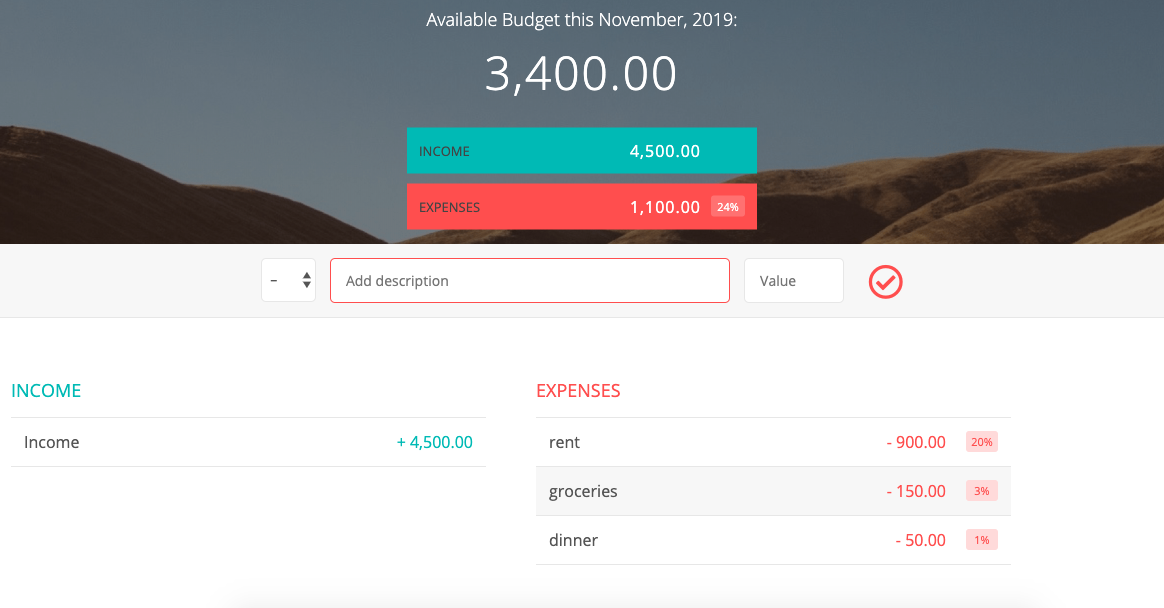 Available Budget this November, 2019:
3,400.00
INCOME 4,500.00
EXPENSES 1,100.00 24%
– Add description Value
INCOME
Income + 4,500.00
EXPENSES
rent - 900.00 20%
groceries - 150.00 3%
dinner - 50.00 1%